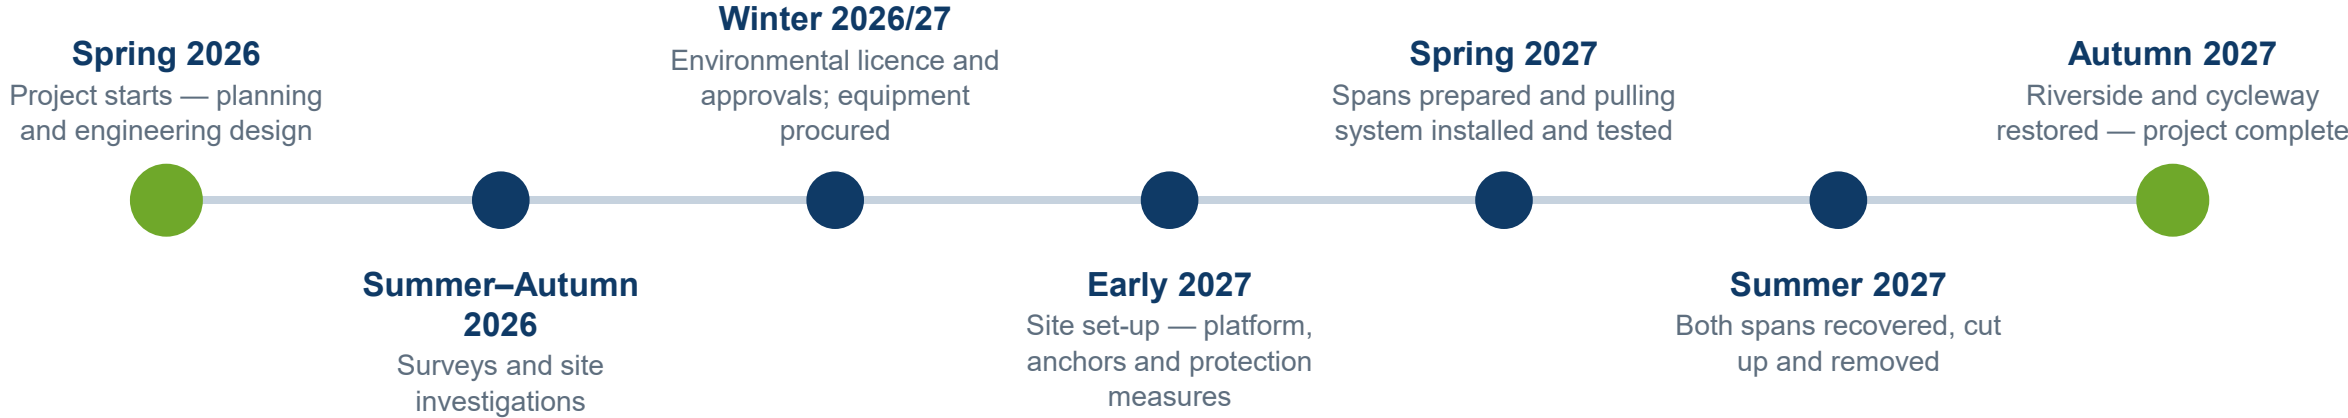 Spring 2026
Project starts — planning
and engineering design
Summer–Autumn
2026
Surveys and site
investigations
Winter 2026/27
Environmental licence and
approvals; equipment
procured
Early 2027
Site set-up — platform,
anchors and protection
measures
Spring 2027
Spans prepared and pulling
system installed and tested
Summer 2027
Both spans recovered, cut
up and removed
Autumn 2027
Riverside and cycleway
restored — project complete